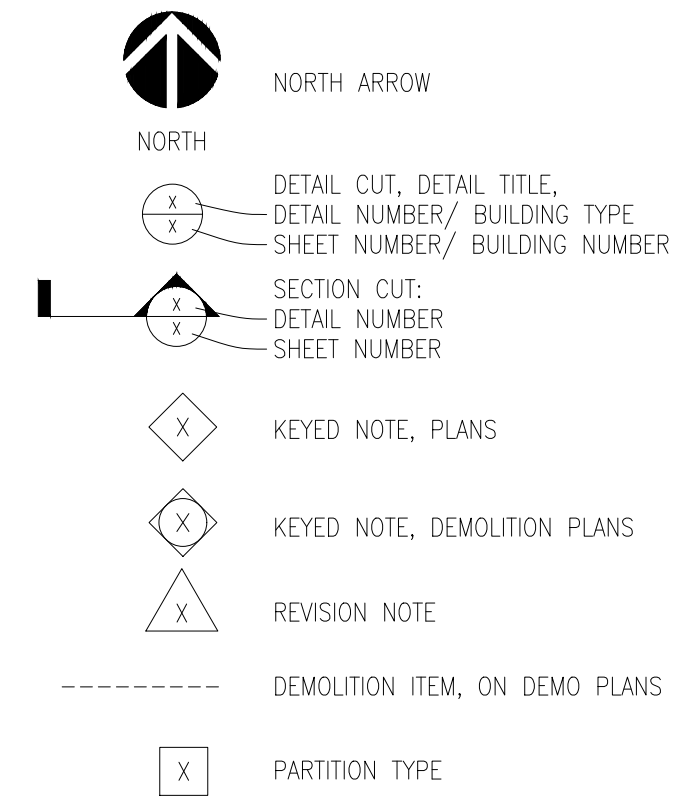 NORTH ARROW
NORTH
X
X
DETAIL CUT, DETAIL TITLE,
DETAIL NUMBER/ BUILDING TYPE
SHEET NUMBER/ BUILDING NUMBER
X
X
SECTION CUT:
DETAIL NUMBER
SHEET NUMBER
X KEYED NOTE, PLANS
X KEYED NOTE, DEMOLITION PLANS
X REVISION NOTE
DEMOLITION ITEM, ON DEMO PLANS
X PARTITION TYPE